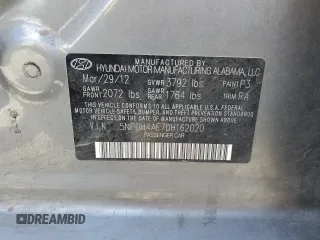 MANUFACTURED BY
HYUNDAI MOTOR MANUFACTURING ALABAMA, LLC
Mar/29/12 GVWR 3792 lbs PAINT P3
GAWR FRONT 2072 lbs GAWR REAR 1764 lbs TRIM RA
THIS VEHICLE CONFORMS TO ALL APPLICABLE
FEDERAL MOTOR VEHICLE SAFETY, BUMPER, AND
THEFT PREVENTION STANDARDS IN EFFECT ON
THE DATE OF MANUFACTURE SHOWN ABOVE.
V.I.N. 5NPDH4AE7DH162020
PASSENGER CAR
DREAMBID